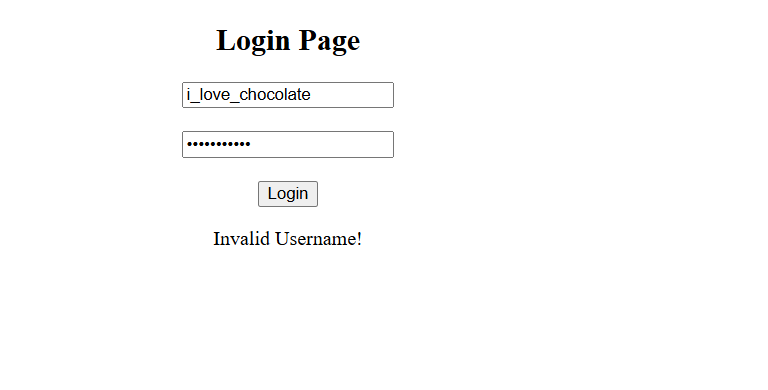 Login Page
i_love_chocolate
•••••••••••
Login
Invalid Username!